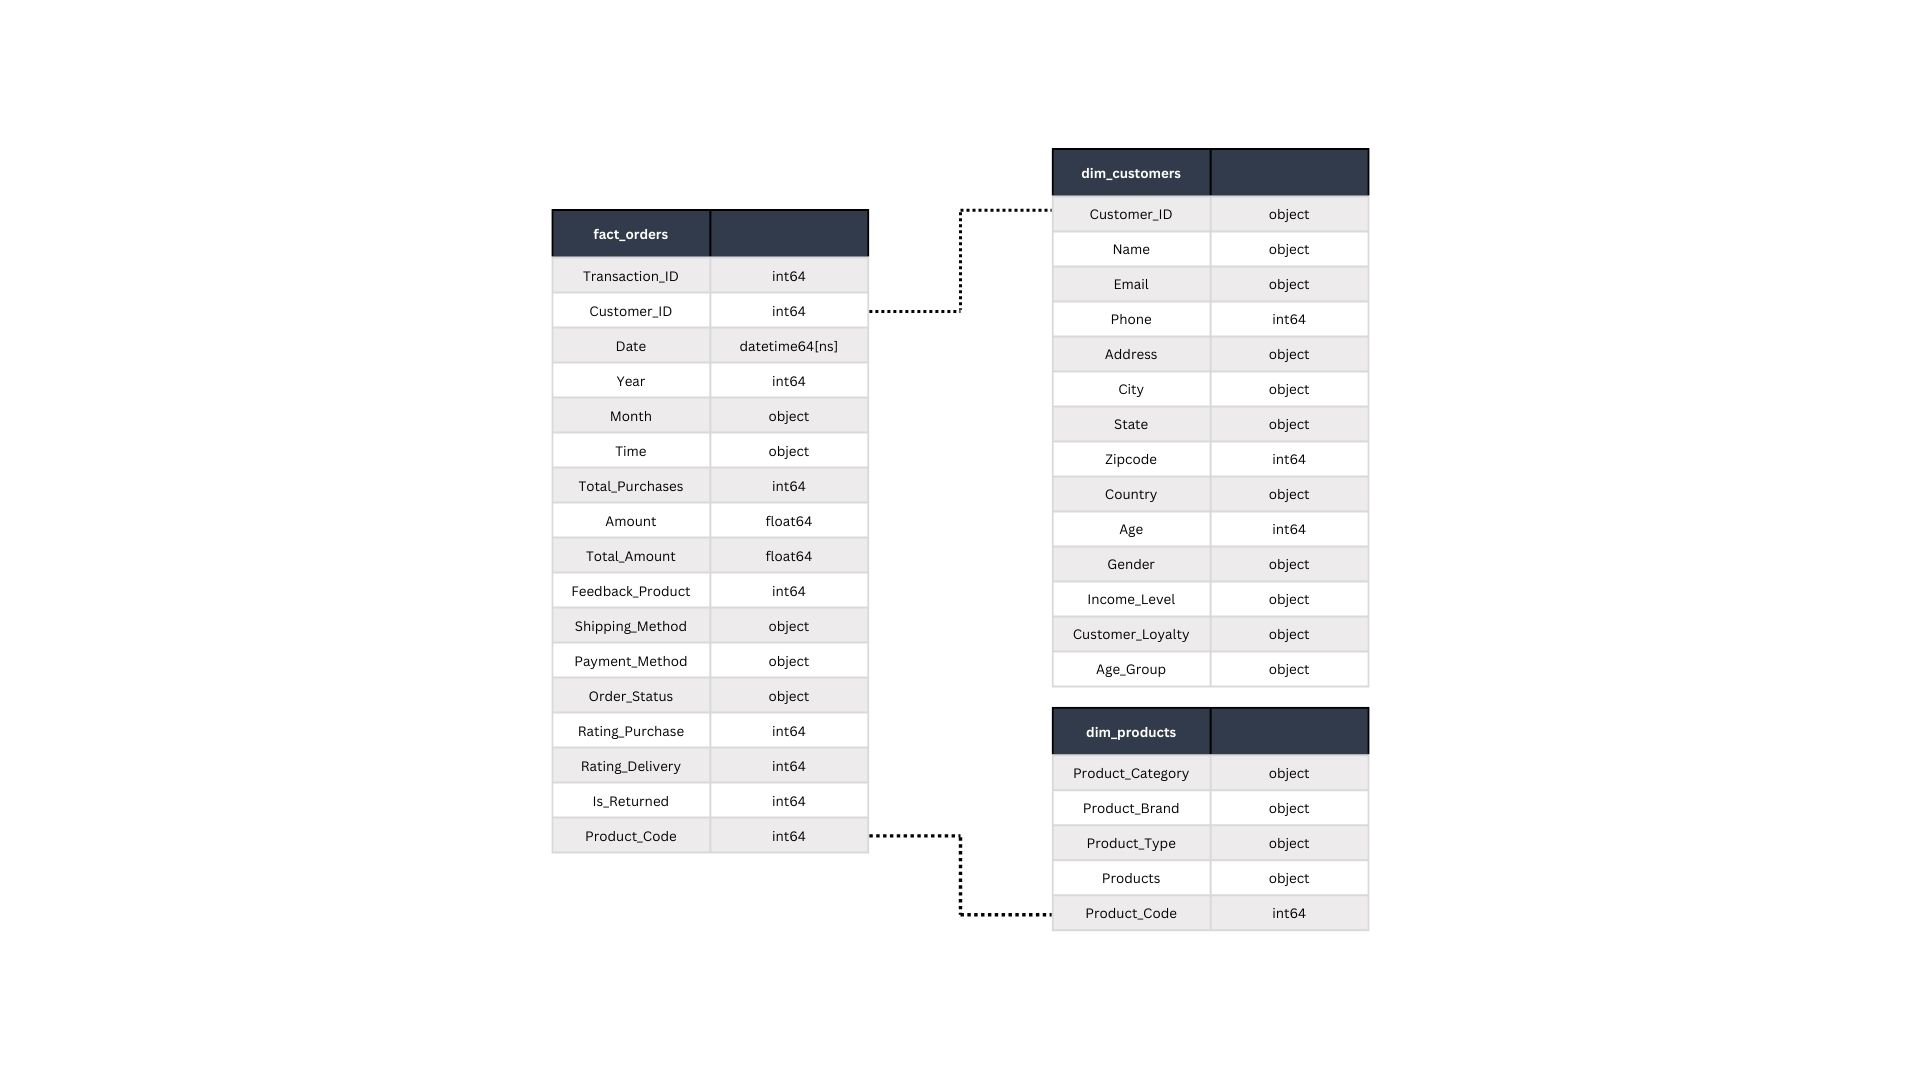 fact_orders
Transaction_ID int64
Customer_ID int64
Date datetime64[ns]
Year int64
Month object
Time object
Total_Purchases int64
Amount float64
Total_Amount float64
Feedback_Product int64
Shipping_Method object
Payment_Method object
Order_Status object
Rating_Purchase int64
Rating_Delivery int64
Is_Returned int64
Product_Code int64
dim_customers
Customer_ID object
Name object
Email object
Phone int64
Address object
City object
State object
Zipcode int64
Country object
Age int64
Gender object
Income_Level object
Customer_Loyalty object
Age_Group object
dim_products
Product_Category object
Product_Brand object
Product_Type object
Products object
Product_Code int64